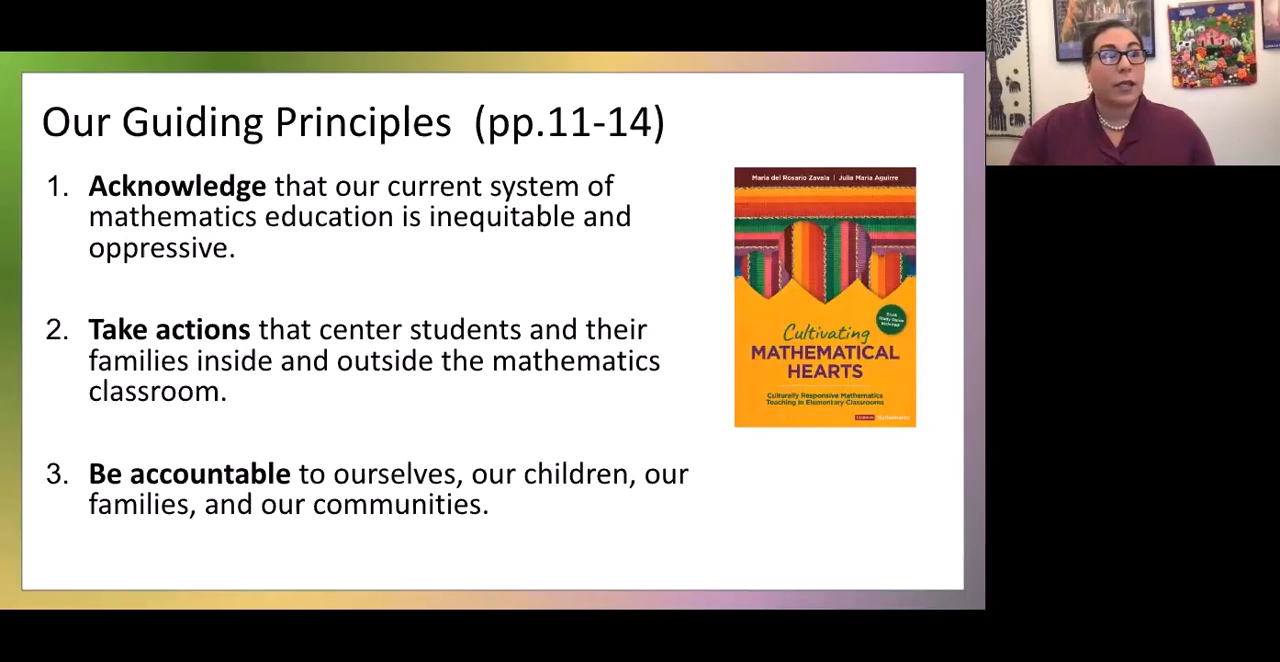 Our Guiding Principles (pp.11-14)
1. Acknowledge that our current system of
mathematics education is inequitable and
oppressive.
2. Take actions that center students and their
families inside and outside the mathematics
classroom.
3. Be accountable to ourselves, our children, our
families, and our communities.
Maria del Rosario Zavala | Julia Maria Aguirre
Cultivating
MATHEMATICAL
HEARTS
Culturally Responsive Mathematics
Teaching in Elementary Classrooms